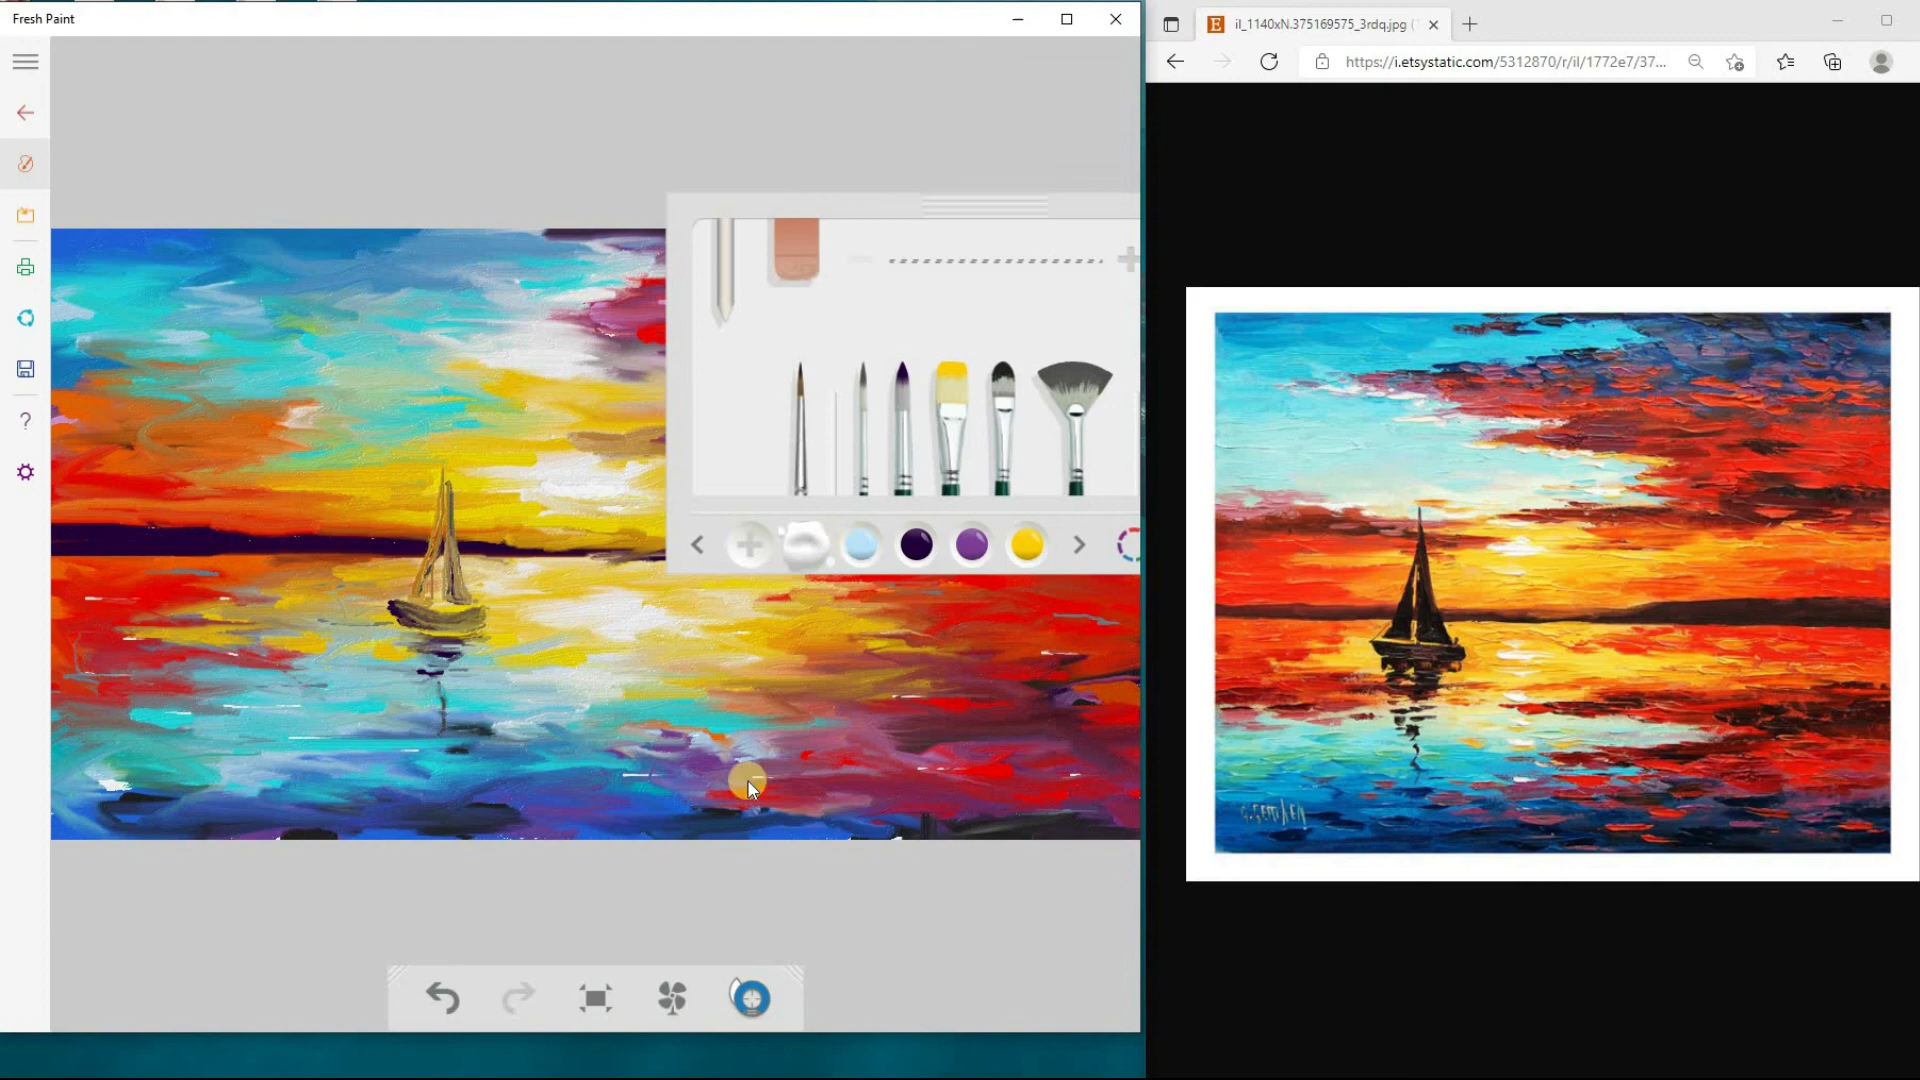 Fresh Paint
il_1140xN.375169575_3rdq.jpg (
https://i.etsystatic.com/5312870/r/il/1772e7/37...